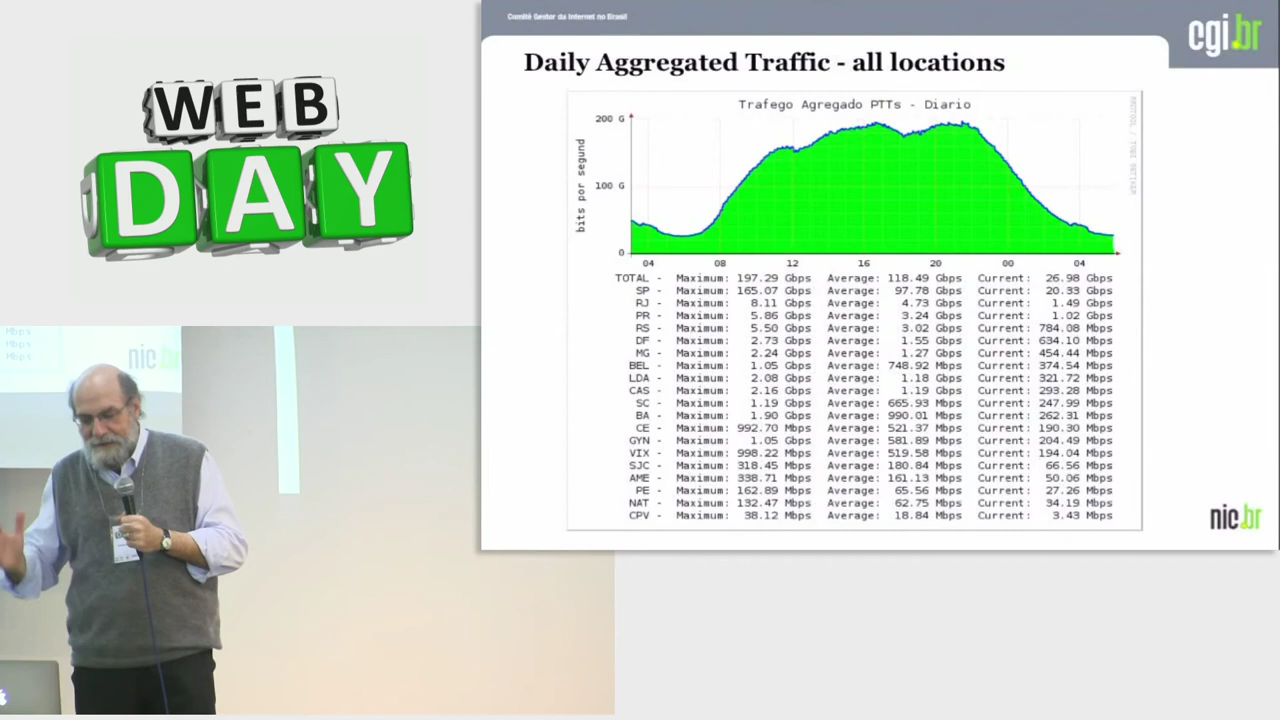 WEB
DAY
Mbps
Mbps
Mbps
nic.br
Comitê Gestor da Internet no Brasil
cgi.br
Daily Aggregated Traffic - all locations
Trafego Agregado PTTs - Diario
200 G
100 G
0
bits por segund
04 08 12 16 20 00 04
RRDTOOL / TOBI OETIKER
TOTAL - Maximum: 197.29 Gbps Average: 118.49 Gbps Current: 26.98 Gbps
SP - Maximum: 165.07 Gbps Average: 97.78 Gbps Current: 20.33 Gbps
RJ - Maximum: 8.11 Gbps Average: 4.73 Gbps Current: 1.49 Gbps
PR - Maximum: 5.86 Gbps Average: 3.24 Gbps Current: 1.02 Gbps
RS - Maximum: 5.50 Gbps Average: 3.02 Gbps Current: 784.08 Mbps
DF - Maximum: 2.73 Gbps Average: 1.55 Gbps Current: 634.10 Mbps
MG - Maximum: 2.24 Gbps Average: 1.27 Gbps Current: 454.44 Mbps
BEL - Maximum: 1.05 Gbps Average: 748.92 Mbps Current: 374.54 Mbps
LDA - Maximum: 2.08 Gbps Average: 1.18 Gbps Current: 321.72 Mbps
CAS - Maximum: 2.16 Gbps Average: 1.19 Gbps Current: 293.28 Mbps
SC - Maximum: 1.19 Gbps Average: 665.93 Mbps Current: 247.99 Mbps
BA - Maximum: 1.90 Gbps Average: 990.01 Mbps Current: 262.31 Mbps
CE - Maximum: 992.70 Mbps Average: 521.37 Mbps Current: 190.30 Mbps
GYN - Maximum: 1.05 Gbps Average: 581.89 Mbps Current: 204.49 Mbps
VIX - Maximum: 998.22 Mbps Average: 519.58 Mbps Current: 194.04 Mbps
SJC - Maximum: 318.45 Mbps Average: 180.84 Mbps Current: 66.56 Mbps
AME - Maximum: 338.71 Mbps Average: 161.13 Mbps Current: 50.06 Mbps
PE - Maximum: 162.89 Mbps Average: 65.56 Mbps Current: 27.26 Mbps
NAT - Maximum: 132.47 Mbps Average: 62.75 Mbps Current: 34.19 Mbps
CPV - Maximum: 38.12 Mbps Average: 18.84 Mbps Current: 3.43 Mbps
nic.br